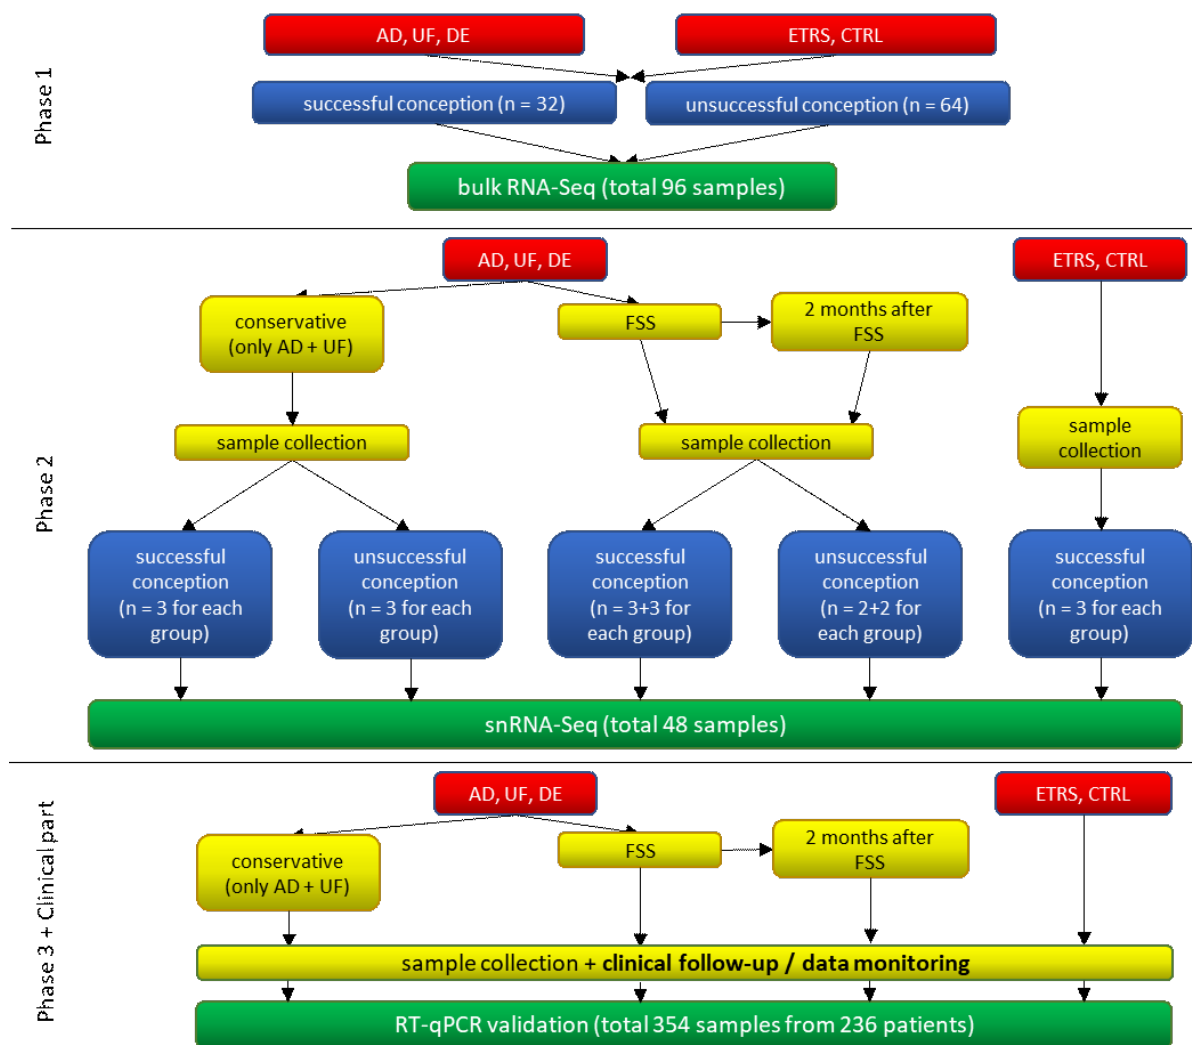 Phase 1
AD, UF, DE
ETRS, CTRL
successful conception (n = 32)
unsuccessful conception (n = 64)
bulk RNA-Seq (total 96 samples)
Phase 2
AD, UF, DE
ETRS, CTRL
conservative
(only AD + UF)
FSS
2 months after
FSS
sample collection
sample collection
sample
collection
successful
conception
(n = 3 for each
group)
unsuccessful
conception
(n = 3 for each
group)
successful
conception
(n = 3+3 for
each group)
unsuccessful
conception
(n = 2+2 for
each group)
successful
conception
(n = 3 for each
group)
snRNA-Seq (total 48 samples)
Phase 3 + Clinical part
AD, UF, DE
ETRS, CTRL
conservative
(only AD + UF)
FSS
2 months after
FSS
sample collection + clinical follow-up / data monitoring
RT-qPCR validation (total 354 samples from 236 patients)